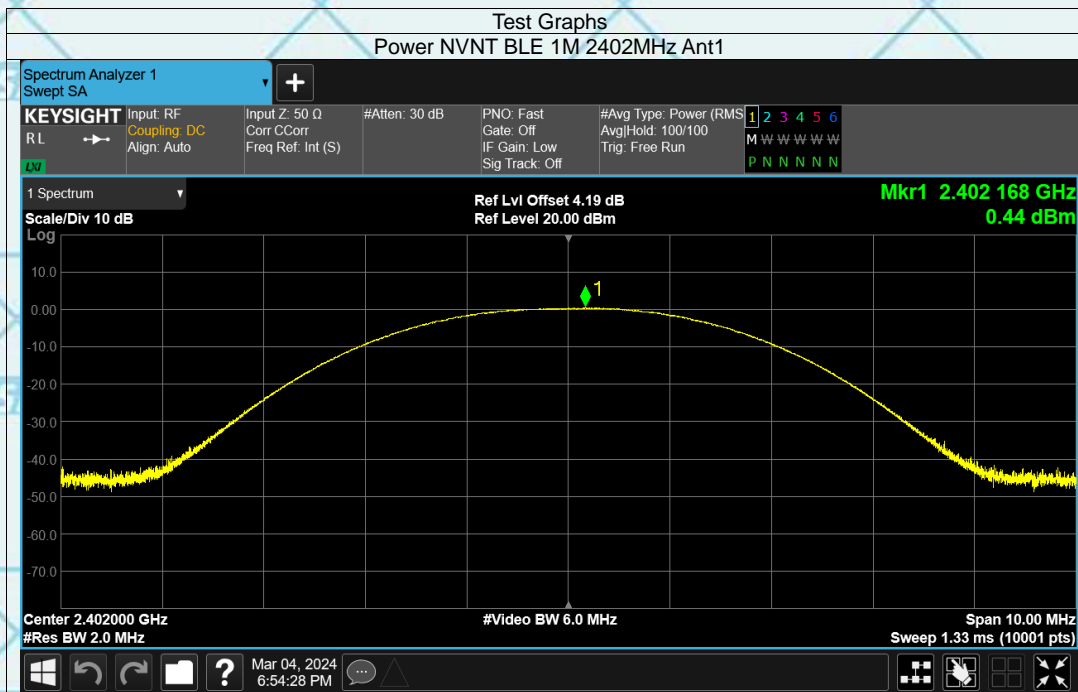 Test Graphs
Power NVNT BLE 1M 2402MHz Ant1
Spectrum Analyzer 1
Swept SA
+
KEYSIGHT Input: RF Input Z: 50 Ω #Atten: 30 dB PNO: Fast #Avg Type: Power (RMS 1 2 3 4 5 6
R L Coupling: DC Corr CCorr Gate: Off Avg|Hold: 100/100 M W W W W W
Align: Auto Freq Ref: Int (S) IF Gain: Low Trig: Free Run
LXI Sig Track: Off P N N N N N
1 Spectrum Ref Lvl Offset 4.19 dB Mkr1 2.402 168 GHz
Scale/Div 10 dB Ref Level 20.00 dBm 0.44 dBm
Log
10.0
1
0.00
-10.0
-20.0
-30.0
-40.0
-50.0
-60.0
-70.0
Center 2.402000 GHz #Video BW 6.0 MHz Span 10.00 MHz
#Res BW 2.0 MHz Sweep 1.33 ms (10001 pts)
? Mar 04, 2024
6:54:28 PM